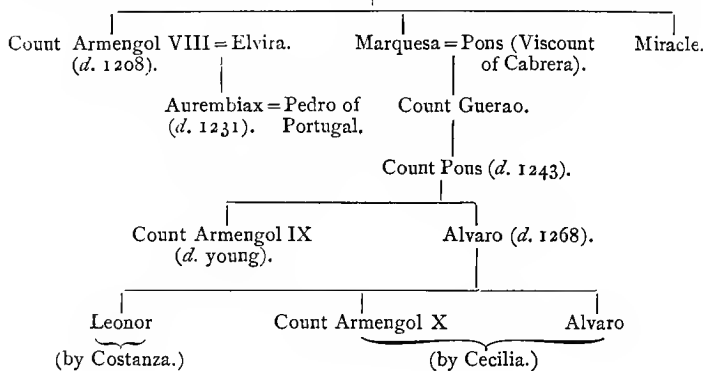 Count Armengol VIII = Elvira. Marquesa = Pons (Viscount Miracle.
(d. 1208). of Cabrera).
Aurembiax = Pedro of Count Guerao.
(d. 1231). Portugal.
Count Pons (d. 1243).
Count Armengol IX Alvaro (d. 1268).
(d. young).
Leonor Count Armengol X Alvaro
(by Costanza.) (by Cecilia.)